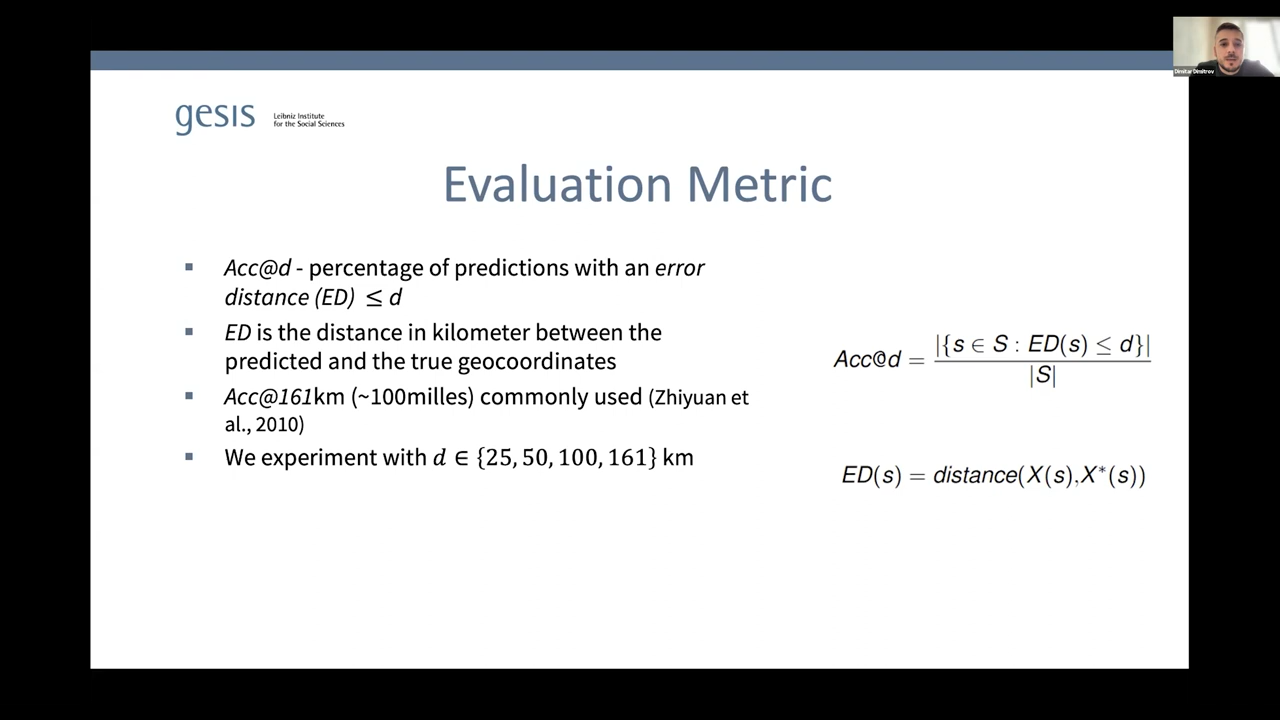 Dimitar Dimitrov
gesis
Leibniz Institute
for the Social Sciences
Evaluation Metric
▪ Acc@d - percentage of predictions with an error
distance (ED) ≤ d
▪ ED is the distance in kilometer between the
predicted and the true geocoordinates
▪ Acc@161km (~100milles) commonly used (Zhiyuan et
al., 2010)
▪ We experiment with d ∈ {25, 50, 100, 161} km
Acc@d = |{s ∈ S : ED(s) ≤ d}|
|S|
ED(s) = distance(X(s),X*(s))